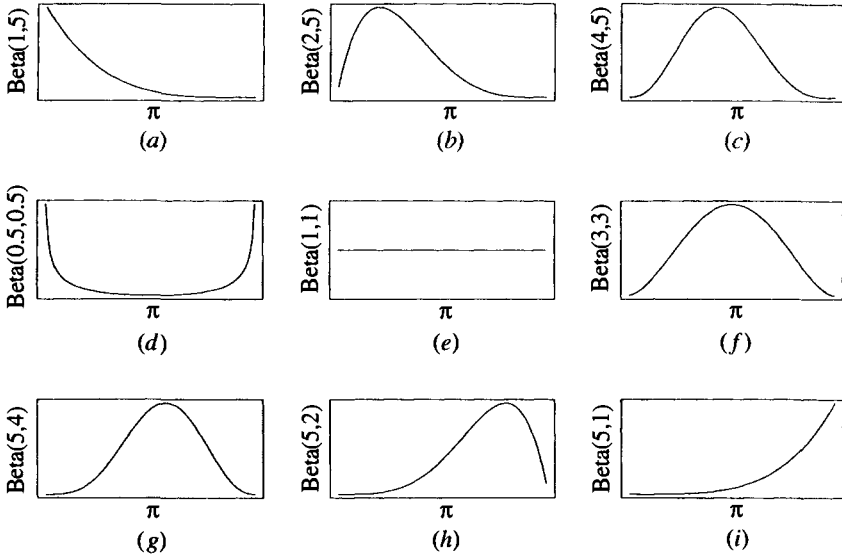 Beta(1,5)
π
(a)
Beta(2,5)
π
(b)
Beta(4,5)
π
(c)
Beta(0.5,0.5)
π
(d)
Beta(1,1)
π
(e)
Beta(3,3)
π
(f)
Beta(5,4)
π
(g)
Beta(5,2)
π
(h)
Beta(5,1)
π
(i)